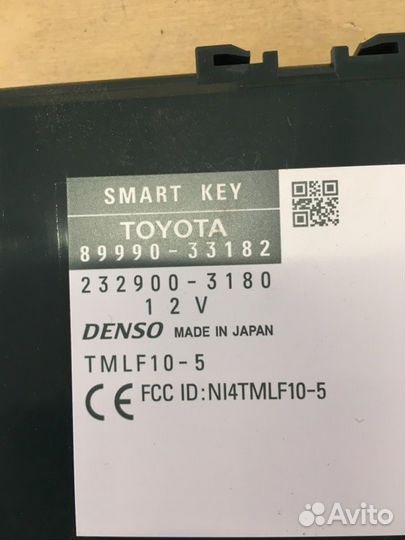 SMART KEY
TOYOTA
89990-33182
232900-3180
12V
DENSO MADE IN JAPAN
TMLF10-5
CE FCC ID:NI4TMLF10-5
Avito